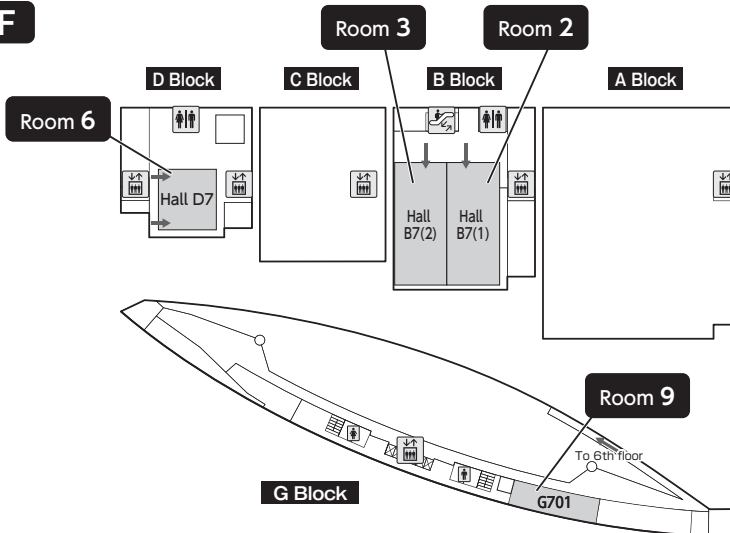 F
Room 3
Room 2
D Block
C Block
B Block
A Block
Room 6
Hall D7
Hall
B7(2)
Hall
B7(1)
Room 9
To 6th floor
G Block
G701